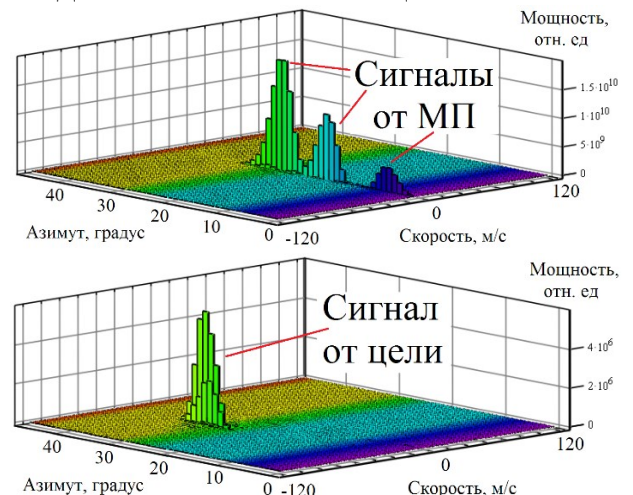 Мощность,
отн. ед
Сигналы
от МП
1.5·10¹⁰
1·10¹⁰
5·10⁹
0
40
30
20
10
0
-120
0
120
Азимут, градус
Скорость, м/с
Мощность,
отн. ед
Сигнал
от цели
4·10⁶
2·10⁶
0
40
30
20
10
0
-120
0
120
Азимут, градус
Скорость, м/с